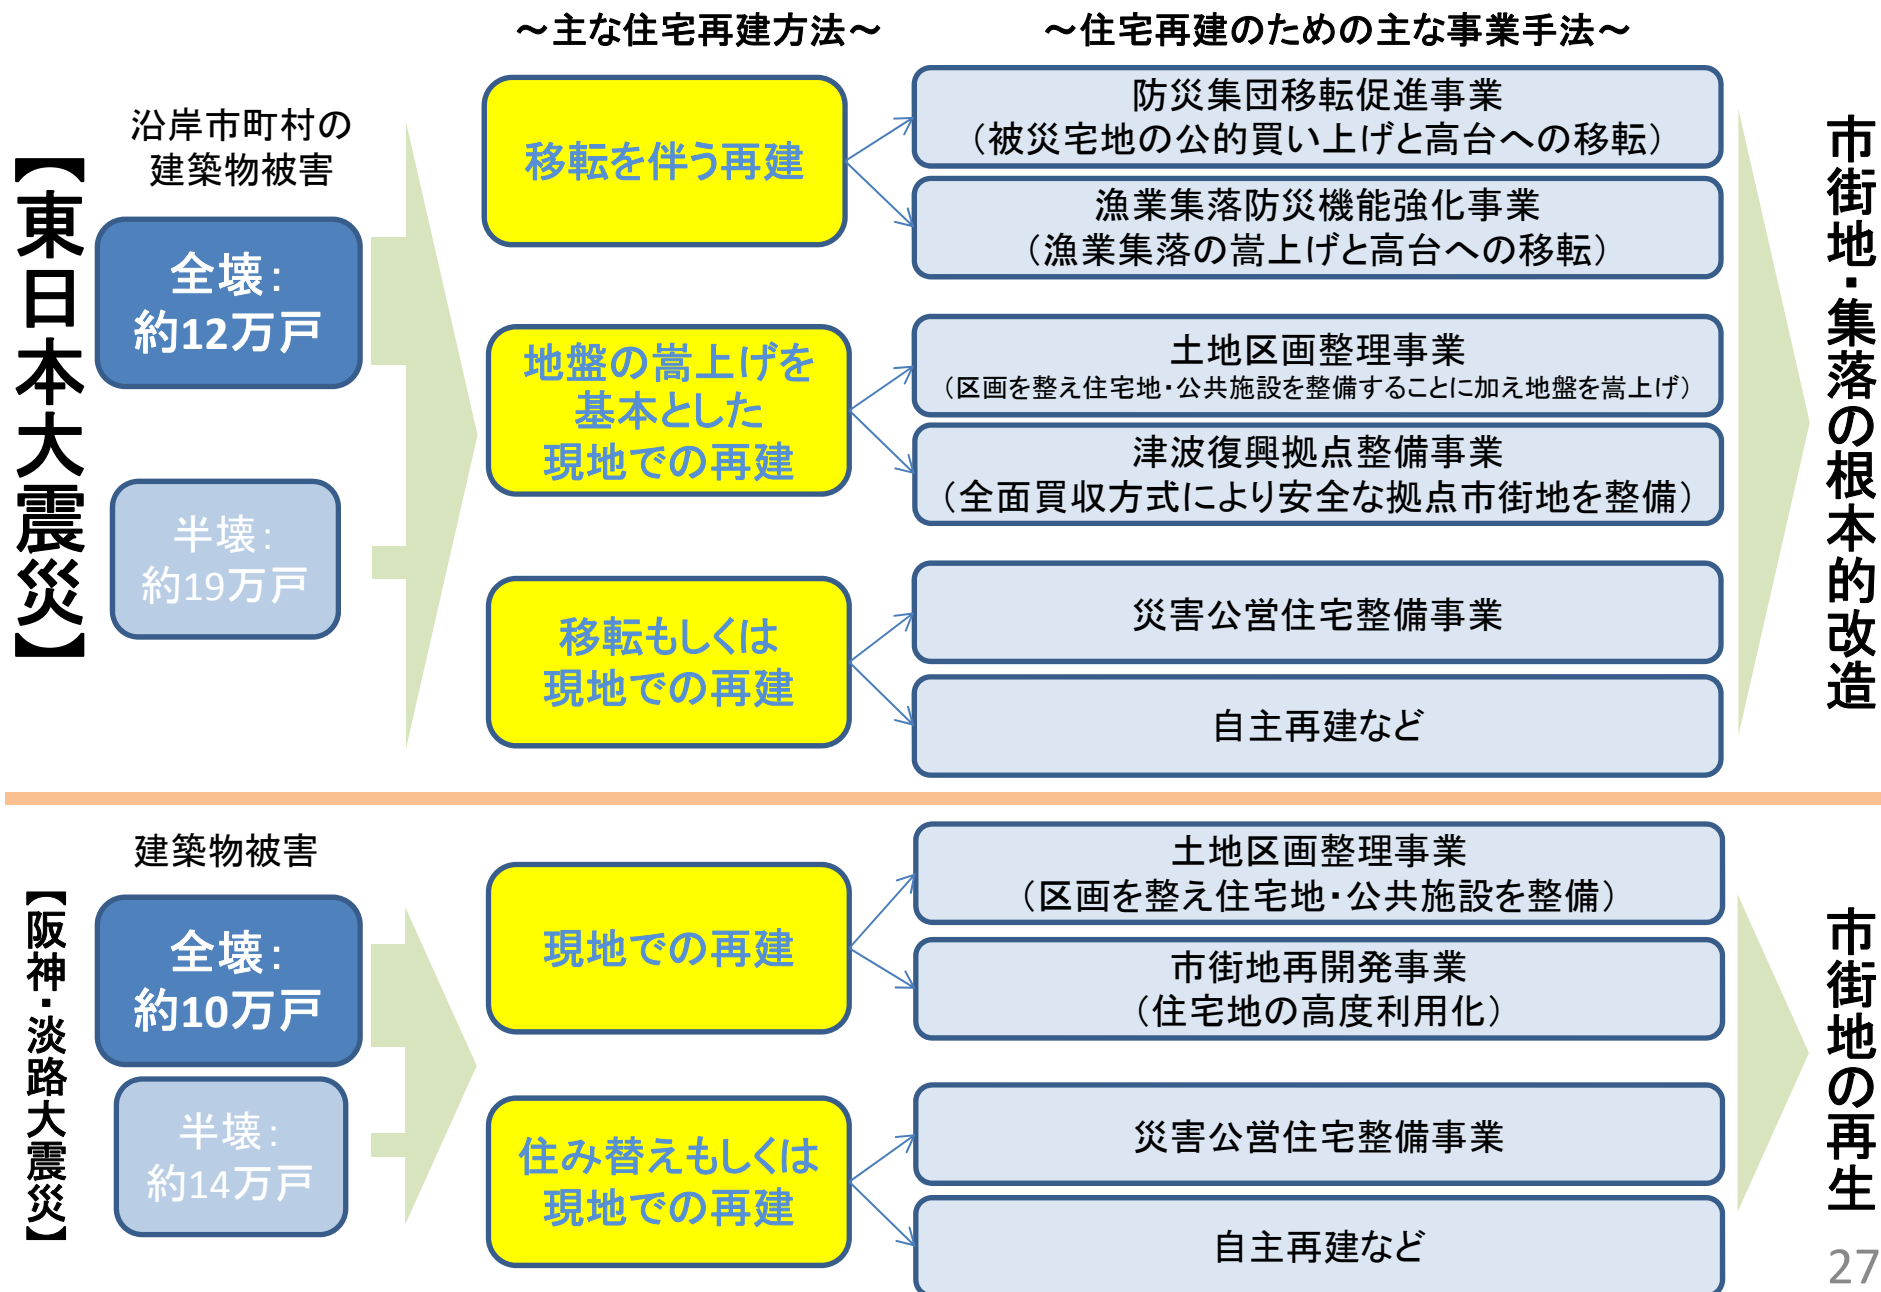 ～主な住宅再建方法～
～住宅再建のための主な事業手法～
【東日本大震災】
沿岸市町村の
建築物被害
全壊：
約12万戸
半壊：
約19万戸
移転を伴う再建
防災集団移転促進事業
（被災宅地の公的買い上げと高台への移転）
漁業集落防災機能強化事業
（漁業集落の嵩上げと高台への移転）
地盤の嵩上げを
基本とした
現地での再建
土地区画整理事業
（区画を整え住宅地・公共施設を整備することに加え地盤を嵩上げ）
津波復興拠点整備事業
（全面買収方式により安全な拠点市街地を整備）
移転もしくは
現地での再建
災害公営住宅整備事業
自主再建など
市街地・集落の根本的改造
【阪神・淡路大震災】
建築物被害
全壊：
約10万戸
半壊：
約14万戸
現地での再建
土地区画整理事業
（区画を整え住宅地・公共施設を整備）
市街地再開発事業
（住宅地の高度利用化）
住み替えもしくは
現地での再建
災害公営住宅整備事業
自主再建など
市街地の再生
27